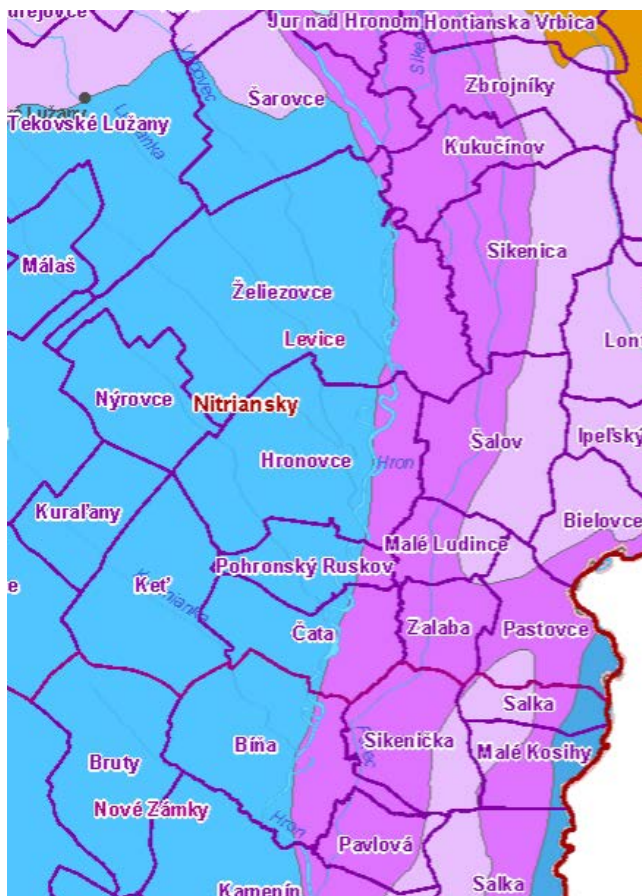 Jur nad Hronom
Hontianska Vrbica
Vrbovec
Zbrojníky
Šarovce
Tekovské Lužany
Kukučínov
Sikenica
Málaš
Želiezovce
Levice
Nýrovce
Nitriansky
Šalov
Ipeľský
Hronovce
Hron
Kuraľany
Bielovce
Malé Ludince
Pohronský Ruskov
Keť
Čata
Zalaba
Pastovce
Salka
Bíňa
Sikenička
Malé Kosihy
Bruty
Nové Zámky
Hron
Pavlová
Salka
Kamenín